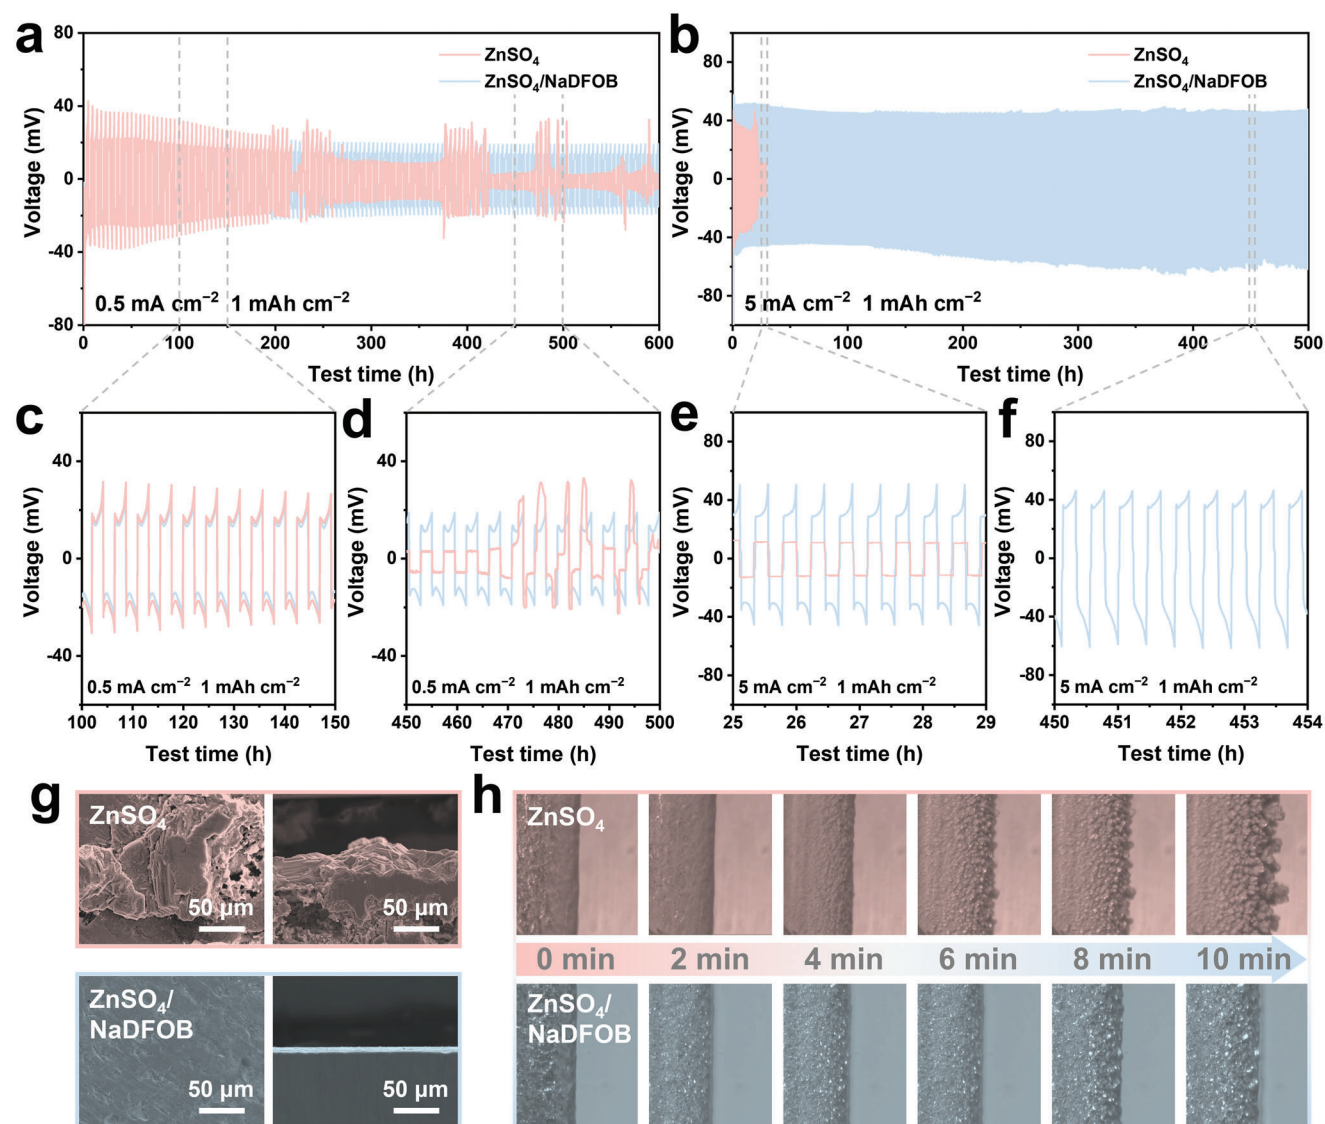 a
80
40
0
-40
-80
Voltage (mV)
ZnSO₄
ZnSO₄/NaDFOB
0.5 mA cm⁻² 1 mAh cm⁻²
0 100 200 300 400 500 600
Test time (h)
b
80
40
0
-40
-80
Voltage (mV)
ZnSO₄
ZnSO₄/NaDFOB
5 mA cm⁻² 1 mAh cm⁻²
0 100 200 300 400 500
Test time (h)
c
40
0
-40
Voltage (mV)
0.5 mA cm⁻² 1 mAh cm⁻²
100 110 120 130 140 150
Test time (h)
d
40
0
-40
Voltage (mV)
0.5 mA cm⁻² 1 mAh cm⁻²
450 460 470 480 490 500
Test time (h)
e
80
40
0
-40
-80
Voltage (mV)
5 mA cm⁻² 1 mAh cm⁻²
25 26 27 28 29
Test time (h)
f
80
40
0
-40
-80
Voltage (mV)
5 mA cm⁻² 1 mAh cm⁻²
450 451 452 453 454
Test time (h)
g
ZnSO₄
50 μm
50 μm
ZnSO₄/
NaDFOB
50 μm
50 μm
h
ZnSO₄
0 min 2 min 4 min 6 min 8 min 10 min
ZnSO₄/
NaDFOB